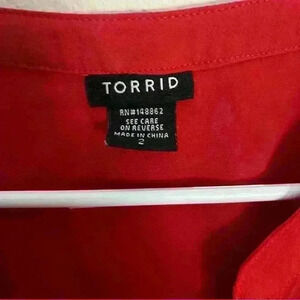 TORRID
RN#148862
SEE CARE
ON REVERSE
MADE IN CHINA
2